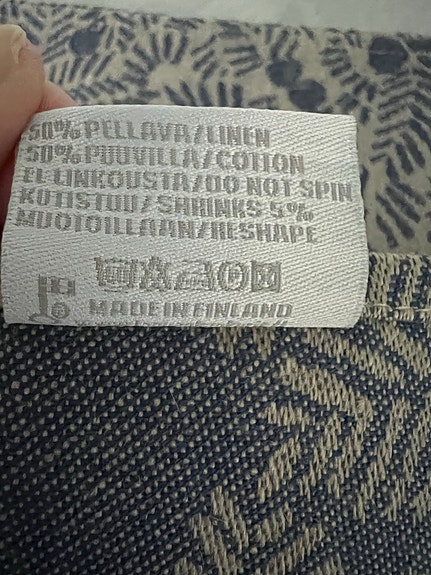 50% PELLAVA/LINEN
50% PUUVILLA/COTTON
EI LINKOUSTA/DO NOT SPIN
KUTISTUU/SHRINKS 5%
MUOTOILLAAN/RESHAPE
MADE IN FINLAND